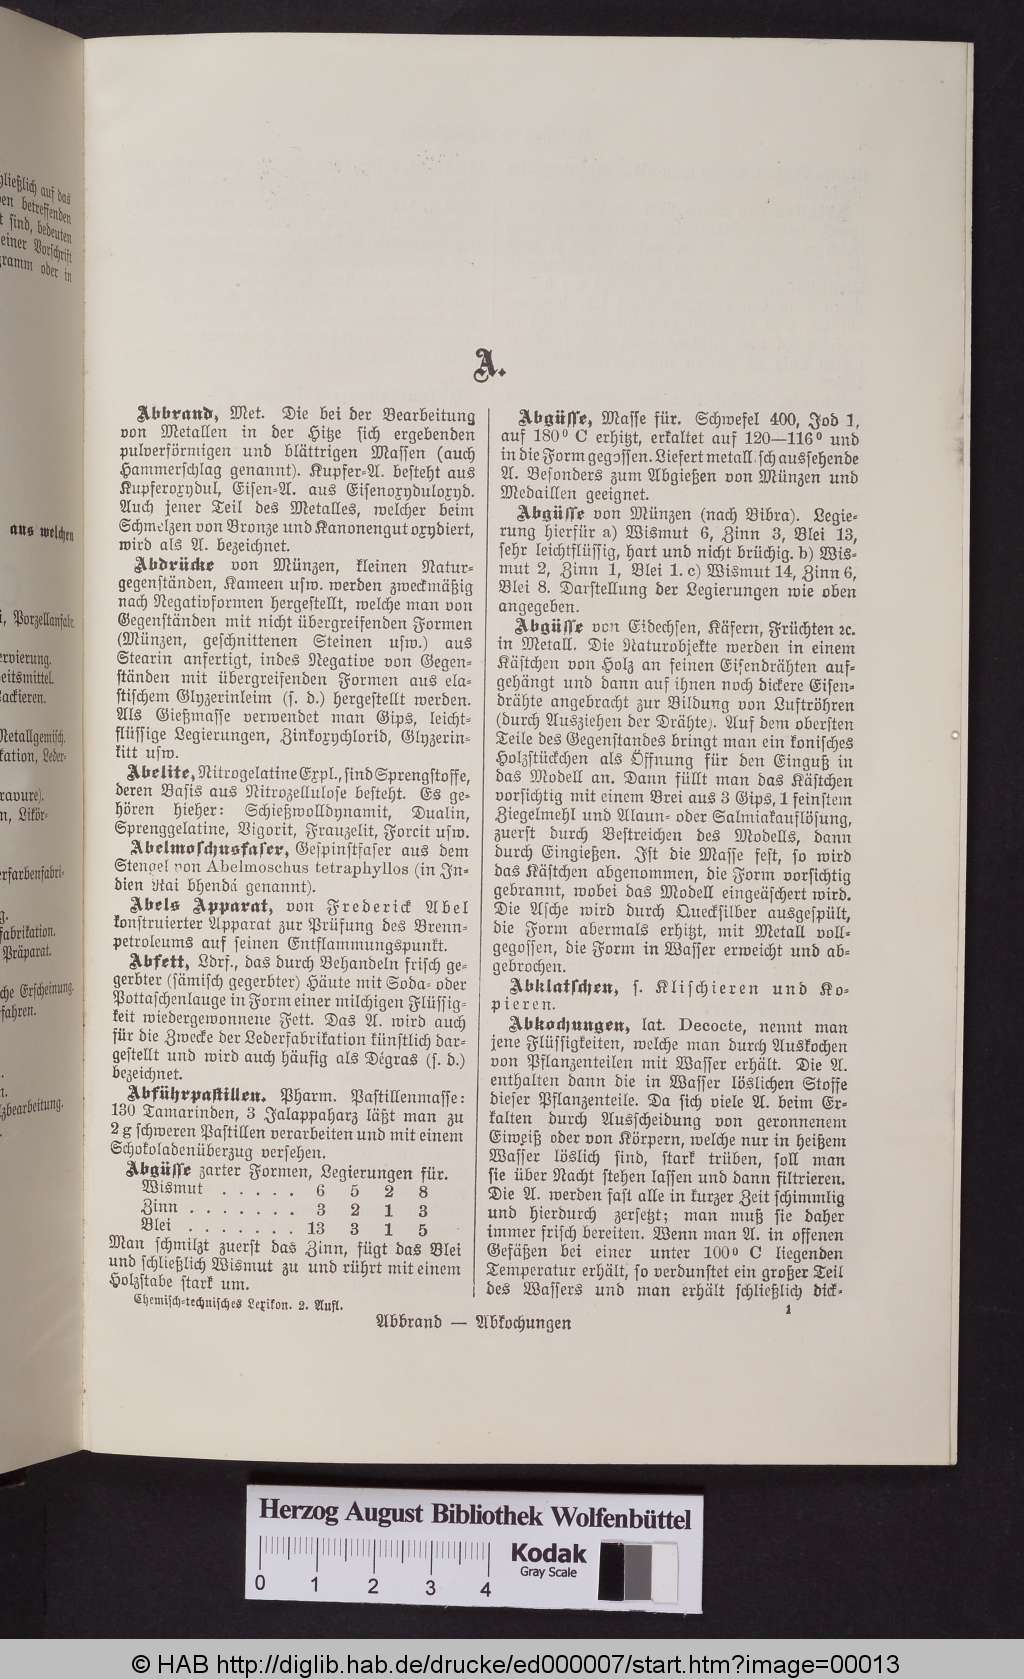 A.
Abbrand, Met. Die bei der Bearbeitung
von Metallen in der Hitze sich ergebenden
pulverförmigen und blättrigen Massen (auch
Hammerschlag genannt). Kupfer-A. besteht aus
Kupferoxydul, Eisen-A. aus Eisenoxyduloxyd.
Auch jener Teil des Metalles, welcher beim
Schmelzen von Bronze und Kanonengut oxydiert,
wird als A. bezeichnet.
Abdrücke von Münzen, kleinen Natur-
gegenständen, Kameen usw. werden zweckmäßig
nach Negativformen hergestellt, welche man von
Gegenständen mit nicht übergreifenden Formen
(Münzen, geschnittenen Steinen usw.) aus
Stearin anfertigt, indes Negative von Gegen-
ständen mit übergreifenden Formen aus ela-
stischem Glyzerinleim (s. d.) hergestellt werden.
Als Gießmasse verwendet man Gips, leicht-
flüssige Legierungen, Zinkoxychlorid, Glyzerin-
kitt usw.
Abelite, Nitrogelatine Expl., sind Sprengstoffe,
deren Basis aus Nitrozellulose besteht. Es ge-
hören hieher: Schießwolldynamit, Dualin,
Sprenggelatine, Vigorit, Frauzelit, Forcit usw.
Abelmoschusfaser, Gespinstfaser aus dem
Stengel von Abelmoschus tetraphyllos (in In-
dien Rai bhendá genannt).
Abels Apparat, von Frederick Abel
konstruierter Apparat zur Prüfung des Brenn-
petroleums auf seinen Entflammungspunkt.
Abfett, Ldrf., das durch Behandeln frisch ge-
gerbter (sämisch gegerbter) Häute mit Soda- oder
Pottaschenlauge in Form einer milchigen Flüssig-
keit wiedergewonnene Fett. Das A. wird auch
für die Zwecke der Lederfabrikation künstlich dar-
gestellt und wird auch häufig als Dégras (s. d.)
bezeichnet.
Abführpastillen. Pharm. Pastillenmasse:
130 Tamarinden, 3 Jalappaharz läßt man zu
2 g schweren Pastillen verarbeiten und mit einem
Schokoladenüberzug versehen.
Abgüsse zarter Formen, Legierungen für.
Wismut . . . . . 6 5 2 8
Zinn . . . . . . . 3 2 1 3
Blei . . . . . . . 13 3 1 5
Man schmilzt zuerst das Zinn, fügt das Blei
und schließlich Wismut zu und rührt mit einem
Holzstabe stark um.
Chemisch-technisches Lexikon. 2. Aufl.
Abgüsse, Masse für. Schwefel 400, Jod 1,
auf 180° C erhitzt, erkaltet auf 120—116° und
in die Form gegossen. Liefert metallisch aussehende
A. Besonders zum Abgießen von Münzen und
Medaillen geeignet.
Abgüsse von Münzen (nach Bibra). Legie-
rung hierfür a) Wismut 6, Zinn 3, Blei 13,
sehr leichtflüssig, hart und nicht brüchig. b) Wis-
mut 2, Zinn 1, Blei 1. c) Wismut 14, Zinn 6,
Blei 8. Darstellung der Legierungen wie oben
angegeben.
Abgüsse von Eidechsen, Käfern, Früchten ꝛc.
in Metall. Die Naturobjekte werden in einem
Kästchen von Holz an feinen Eisendrähten auf-
gehängt und dann auf ihnen noch dickere Eisen-
drähte angebracht zur Bildung von Luftröhren
(durch Ausziehen der Drähte). Auf dem obersten
Teile des Gegenstandes bringt man ein konisches
Holzstückchen als Öffnung für den Einguß in
das Modell an. Dann füllt man das Kästchen
vorsichtig mit einem Brei aus 3 Gips, 1 feinstem
Ziegelmehl und Alaun- oder Salmiakauflösung,
zuerst durch Bestreichen des Modells, dann
durch Eingießen. Ist die Masse fest, so wird
das Kästchen abgenommen, die Form vorsichtig
gebrannt, wobei das Modell eingeäschert wird.
Die Asche wird durch Quecksilber ausgespült,
die Form abermals erhitzt, mit Metall voll-
gegossen, die Form in Wasser erweicht und ab-
gebrochen.
Abklatschen, s. Klischieren und Ko-
pieren.
Abkochungen, lat. Decocte, nennt man
jene Flüssigkeiten, welche man durch Auskochen
von Pflanzenteilen mit Wasser erhält. Die A.
enthalten dann die in Wasser löslichen Stoffe
dieser Pflanzenteile. Da sich viele A. beim Er-
kalten durch Ausscheidung von geronnenem
Eiweiß oder von Körpern, welche nur in heißem
Wasser löslich sind, stark trüben, soll man
sie über Nacht stehen lassen und dann filtrieren.
Die A. werden fast alle in kurzer Zeit schimmlig
und hierdurch zersetzt; man muß sie daher
immer frisch bereiten. Wenn man A. in offenen
Gefäßen bei einer unter 100° C liegenden
Temperatur erhält, so verdunstet ein großer Teil
des Wassers und man erhält schließlich dick-
1
Abbrand — Abkochungen
auf das
betreffenden
sind, bedeuten
einer Vorschrift
oder in
aus welchen
Porzellanfabr.
Metallgemisch.
Leder-
Likör-
Präparat.
Erscheinung.
Herzog August Bibliothek Wolfenbüttel
0 1 2 3 4
Kodak
Gray Scale
© HAB http://diglib.hab.de/drucke/ed000007/start.htm?image=00013